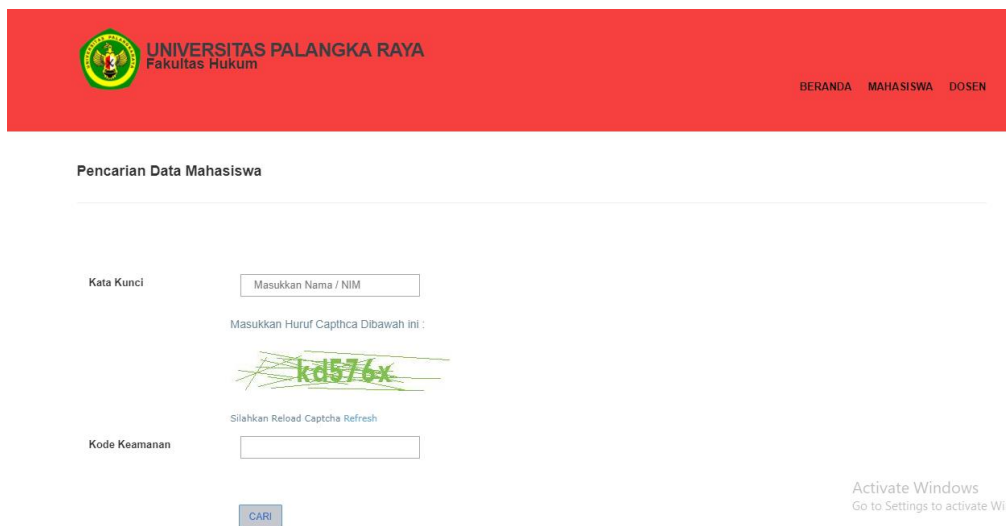 UNIVERSITAS PALANGKA RAYA
Fakultas Hukum
BERANDA MAHASISWA DOSEN
Pencarian Data Mahasiswa
Kata Kunci
Masukkan Nama / NIM
Masukkan Huruf Capthca Dibawah ini :
kd576x
Silahkan Reload Captcha Refresh
Kode Keamanan
CARI
Activate Windows
Go to Settings to activate Wi